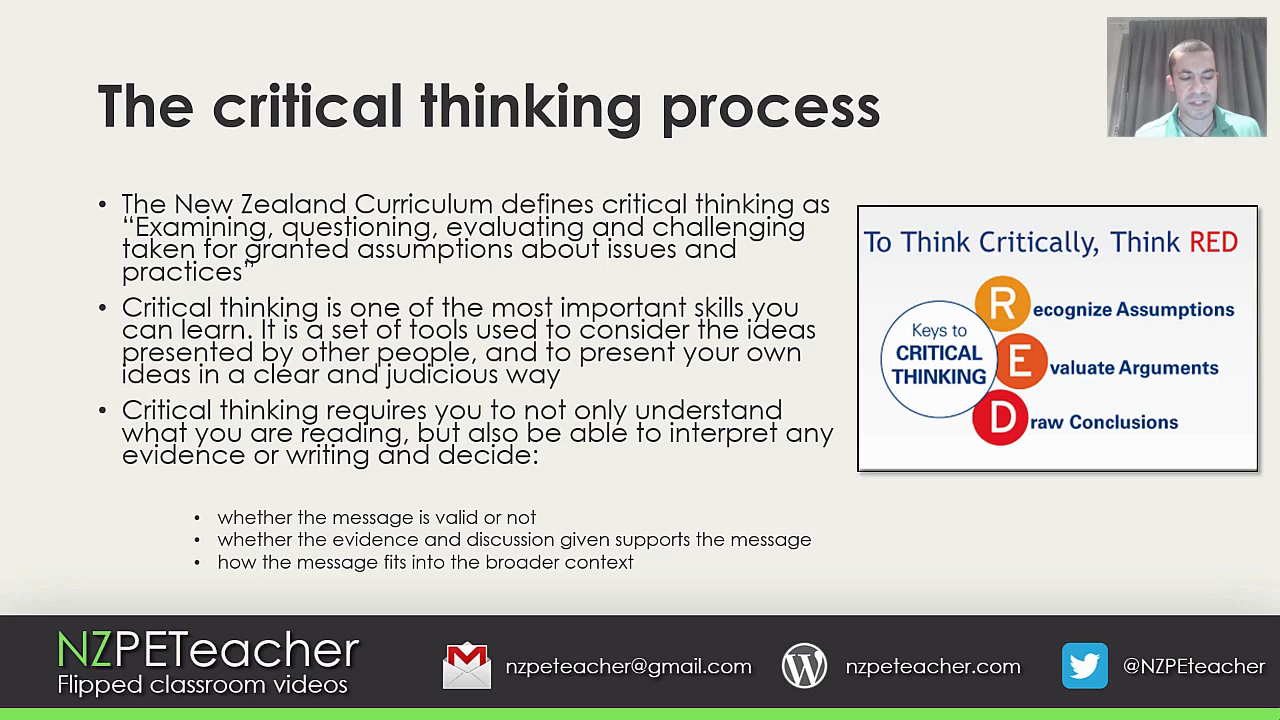 The critical thinking process
• The New Zealand Curriculum defines critical thinking as
“Examining, questioning, evaluating and challenging
taken for granted assumptions about issues and
practices”
• Critical thinking is one of the most important skills you
can learn. It is a set of tools used to consider the ideas
presented by other people, and to present your own
ideas in a clear and judicious way
• Critical thinking requires you to not only understand
what you are reading, but also be able to interpret any
evidence or writing and decide:
• whether the message is valid or not
• whether the evidence and discussion given supports the message
• how the message fits into the broader context
To Think Critically, Think RED
Keys to
CRITICAL
THINKING
Recognize Assumptions
Evaluate Arguments
Draw Conclusions
NZPETeacher
Flipped classroom videos
nzpeteacher@gmail.com
nzpeteacher.com
@NZPEteacher